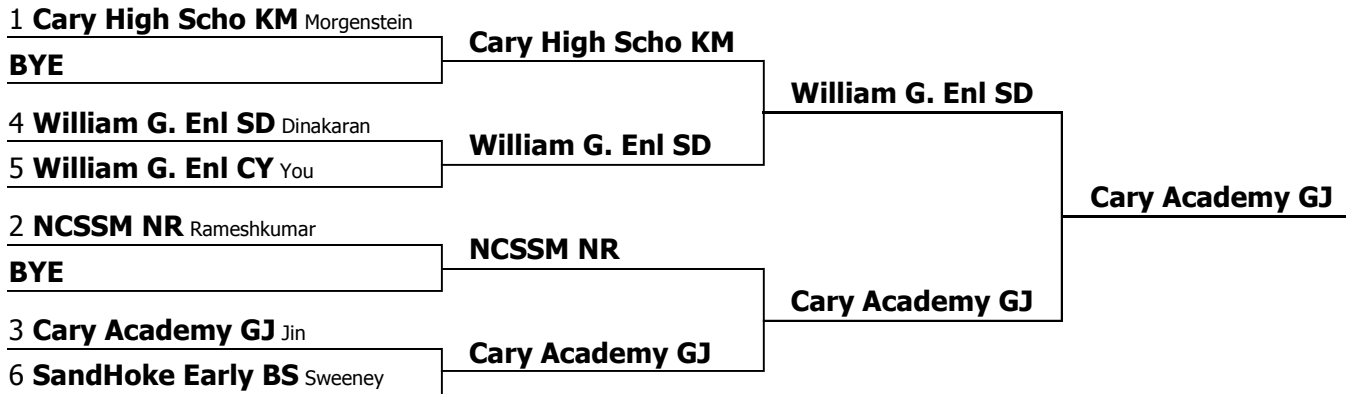 1 Cary High Scho KM Morgenstein
BYE
4 William G. Enl SD Dinakaran
5 William G. Enl CY You
2 NCSSM NR Rameshkumar
BYE
3 Cary Academy GJ Jin
6 SandHoke Early BS Sweeney
Cary High Scho KM
William G. Enl SD
NCSSM NR
Cary Academy GJ
William G. Enl SD
Cary Academy GJ
Cary Academy GJ